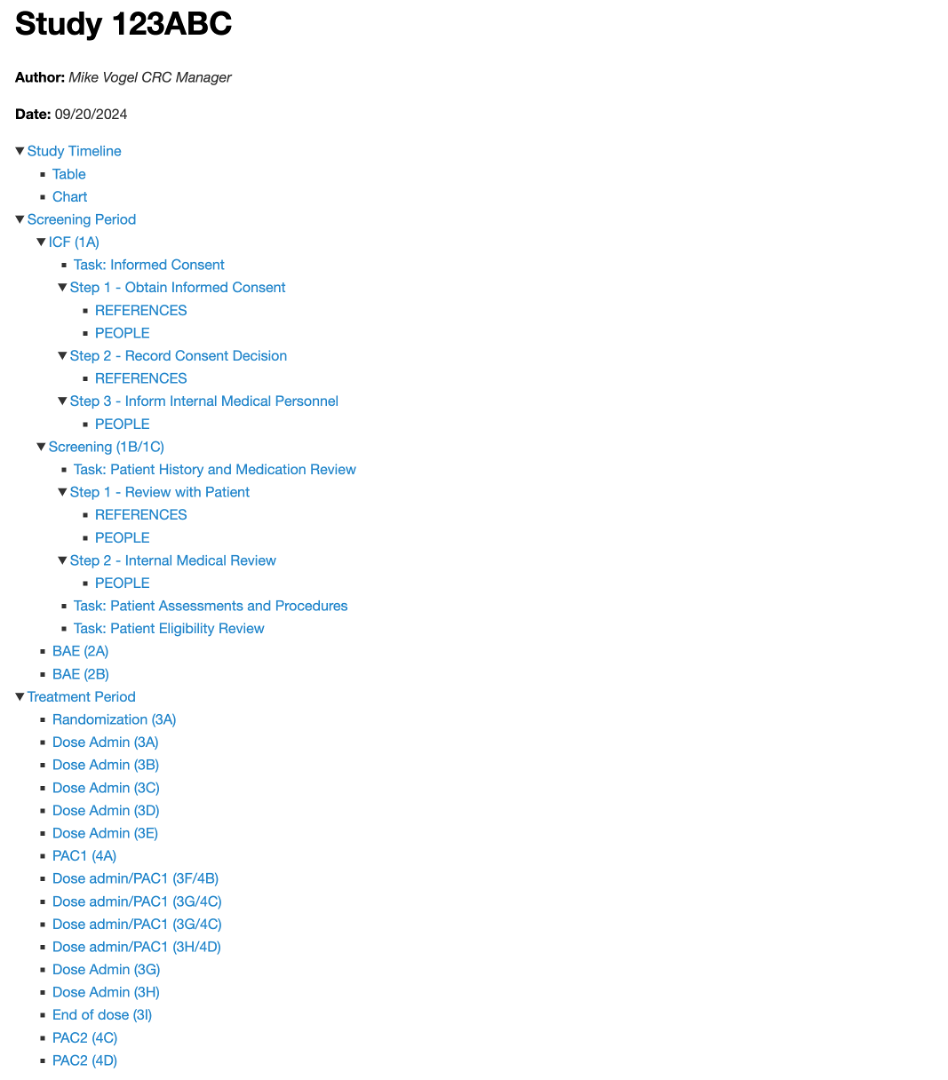 Study 123ABC
Author: Mike Vogel CRC Manager
Date: 09/20/2024
Study Timeline
Table
Chart
Screening Period
ICF (1A)
Task: Informed Consent
Step 1 - Obtain Informed Consent
REFERENCES
PEOPLE
Step 2 - Record Consent Decision
REFERENCES
Step 3 - Inform Internal Medical Personnel
PEOPLE
Screening (1B/1C)
Task: Patient History and Medication Review
Step 1 - Review with Patient
REFERENCES
PEOPLE
Step 2 - Internal Medical Review
PEOPLE
Task: Patient Assessments and Procedures
Task: Patient Eligibility Review
BAE (2A)
BAE (2B)
Treatment Period
Randomization (3A)
Dose Admin (3A)
Dose Admin (3B)
Dose Admin (3C)
Dose Admin (3D)
Dose Admin (3E)
PAC1 (4A)
Dose admin/PAC1 (3F/4B)
Dose admin/PAC1 (3G/4C)
Dose admin/PAC1 (3G/4C)
Dose admin/PAC1 (3H/4D)
Dose Admin (3G)
Dose Admin (3H)
End of dose (3I)
PAC2 (4C)
PAC2 (4D)